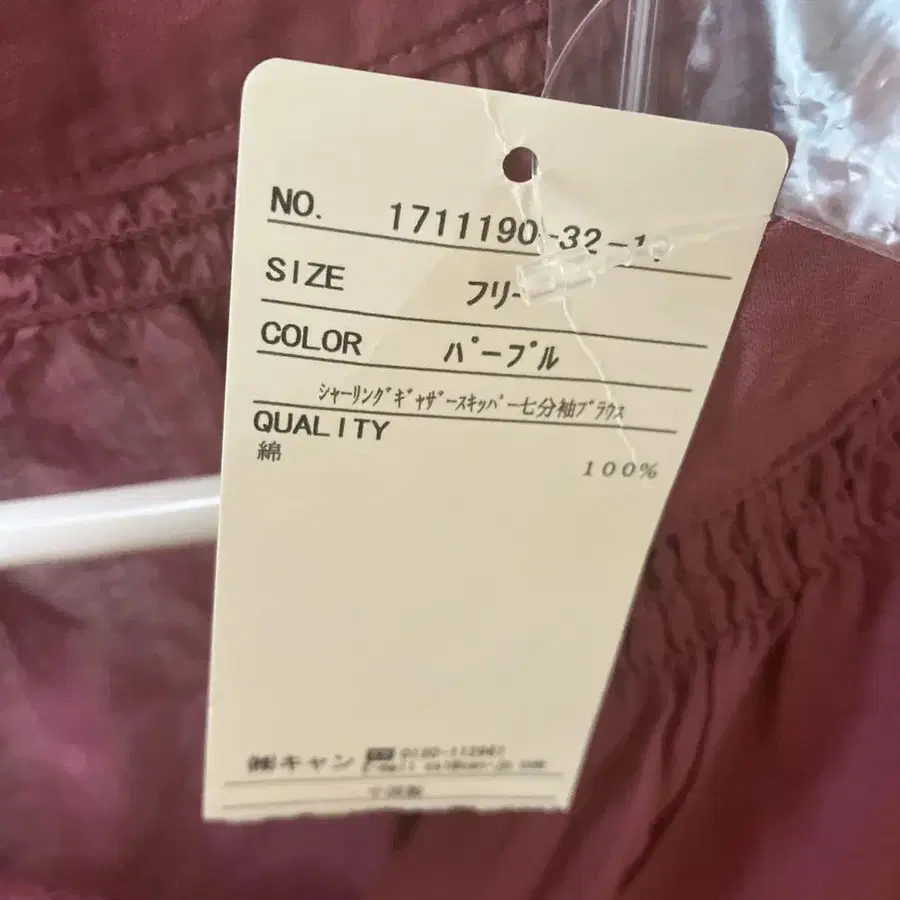 NO. 1711190-32-1
SIZE フリー
COLOR パープル
シャーリングギャザースキッパー七分袖ブラウス
QUALITY
綿 100%
㈱キャン